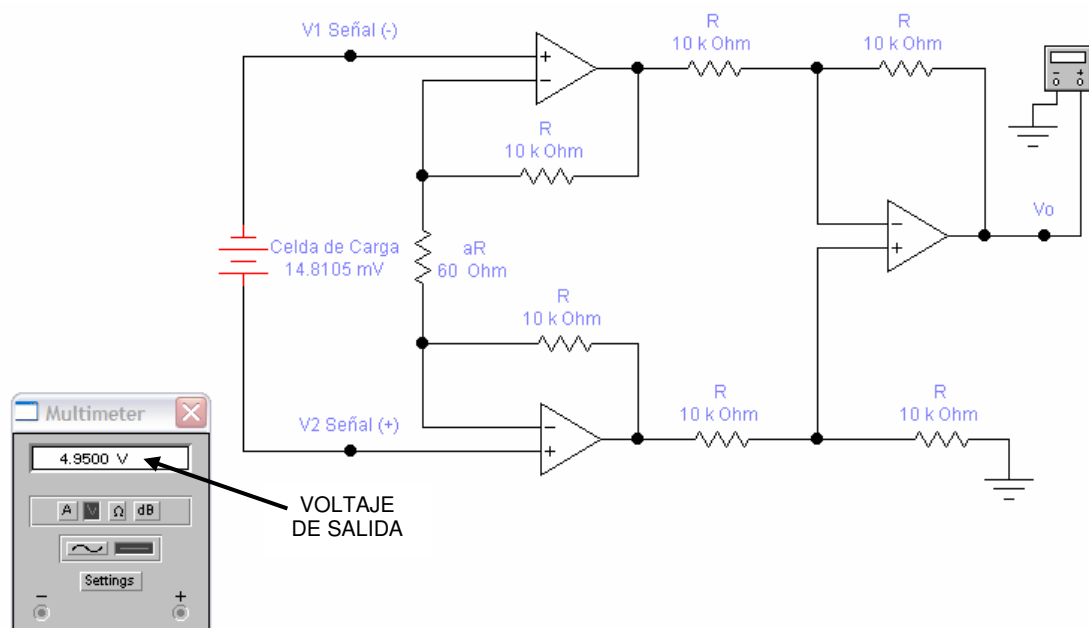 V1 Señal (-)
+
−
R
10 k Ohm
R
10 k Ohm
− +
R
10 k Ohm
Celda de Carga
14.8105 mV
aR
60 Ohm
−
+
Vo
R
10 k Ohm
V2 Señal (+)
−
+
R
10 k Ohm
R
10 k Ohm
Multimeter
4.9500 V
A V Ω dB
Settings
− +
VOLTAJE
DE SALIDA